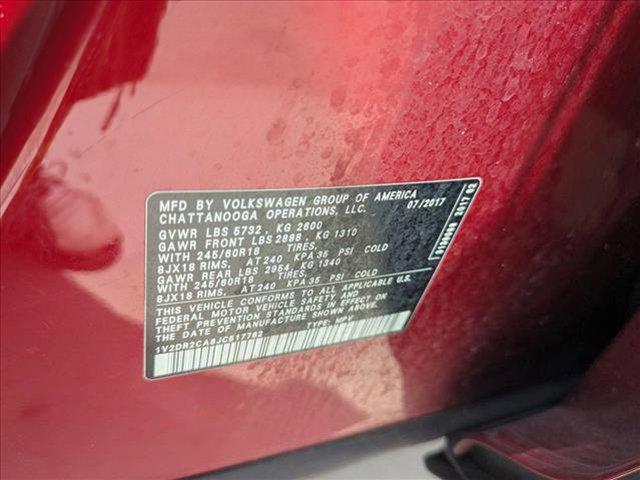 MFD BY VOLKSWAGEN GROUP OF AMERICA
CHATTANOOGA OPERATIONS, LLC. 07/2017
GVWR LBS 5732, KG 2600
GAWR FRONT LBS 2888, KG 1310
WITH 245/60R18 TIRES,
8JX18 RIMS, AT240 KPA 35 PSI COLD
GAWR REAR LBS 2954, KG 1340
WITH 245/60R18 TIRES,
8JX18 RIMS, AT240 KPA 35 PSI COLD
THIS VEHICLE CONFORMS TO ALL APPLICABLE U.S.
FEDERAL MOTOR VEHICLE SAFETY AND
THEFT PREVENTION STANDARDS IN EFFECT ON
THE DATE OF MANUFACTURE SHOWN ABOVE.
TYPE: MPV